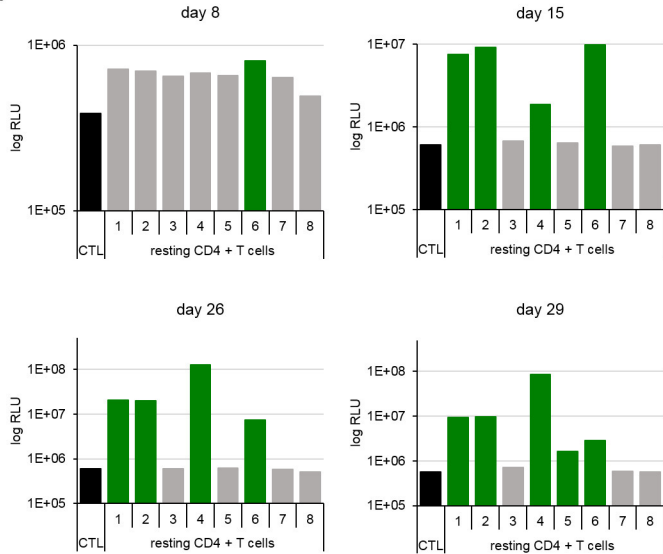 day 8
1E+06
log RLU
1E+05
CTL 1 2 3 4 5 6 7 8
resting CD4 + T cells
day 15
1E+07
1E+06
log RLU
1E+05
CTL 1 2 3 4 5 6 7 8
resting CD4 + T cells
day 26
1E+08
1E+07
log RLU
1E+06
1E+05
CTL 1 2 3 4 5 6 7 8
resting CD4 + T cells
day 29
1E+08
1E+07
log RLU
1E+06
1E+05
CTL 1 2 3 4 5 6 7 8
resting CD4 + T cells